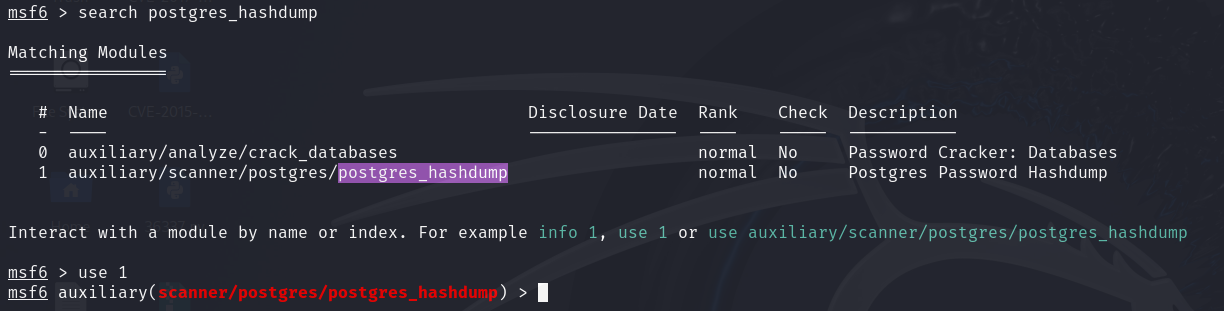 msf6 > search postgres_hashdump
Matching Modules
================
#  Name                                        Disclosure Date  Rank    Check  Description
-  ----                                        ---------------  ----    -----  -----------
0  auxiliary/analyze/crack_databases                            normal  No     Password Cracker: Databases
1  auxiliary/scanner/postgres/postgres_hashdump                 normal  No     Postgres Password Hashdump
Interact with a module by name or index. For example info 1, use 1 or use auxiliary/scanner/postgres/postgres_hashdump
msf6 > use 1
msf6 auxiliary(scanner/postgres/postgres_hashdump) >